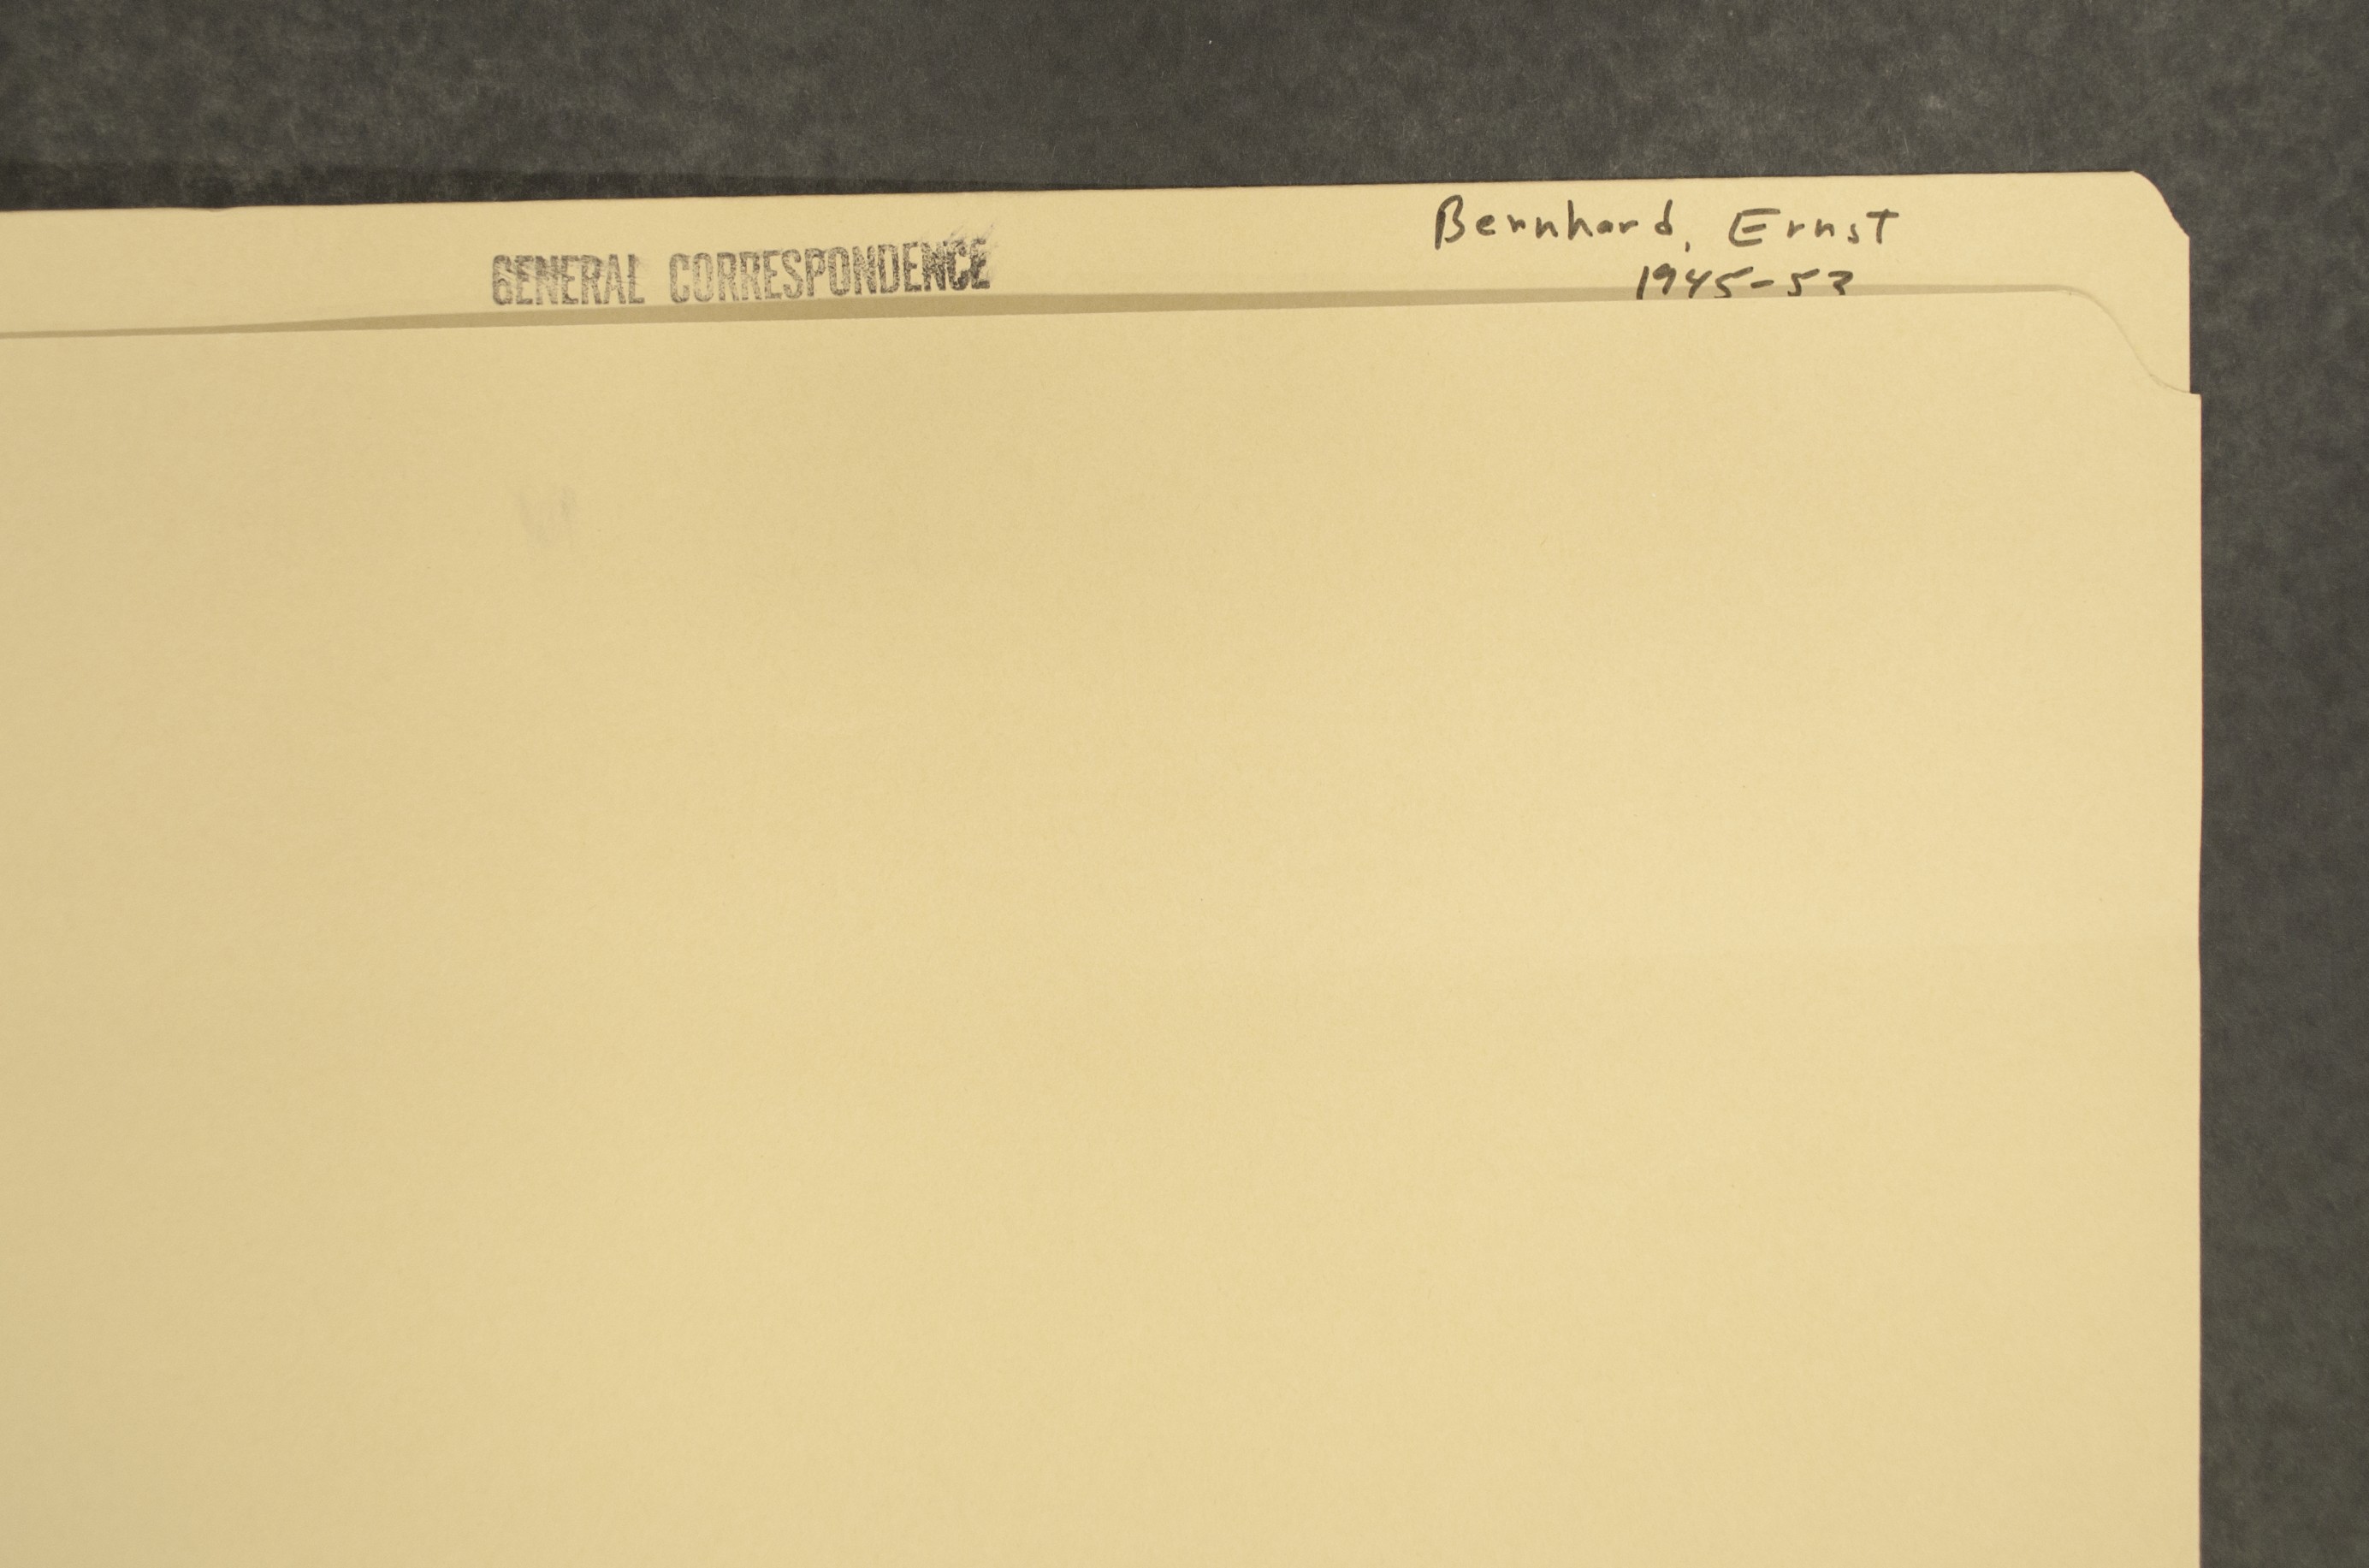 GENERAL CORRESPONDENCE
Bernhard, Ernst
1945-53